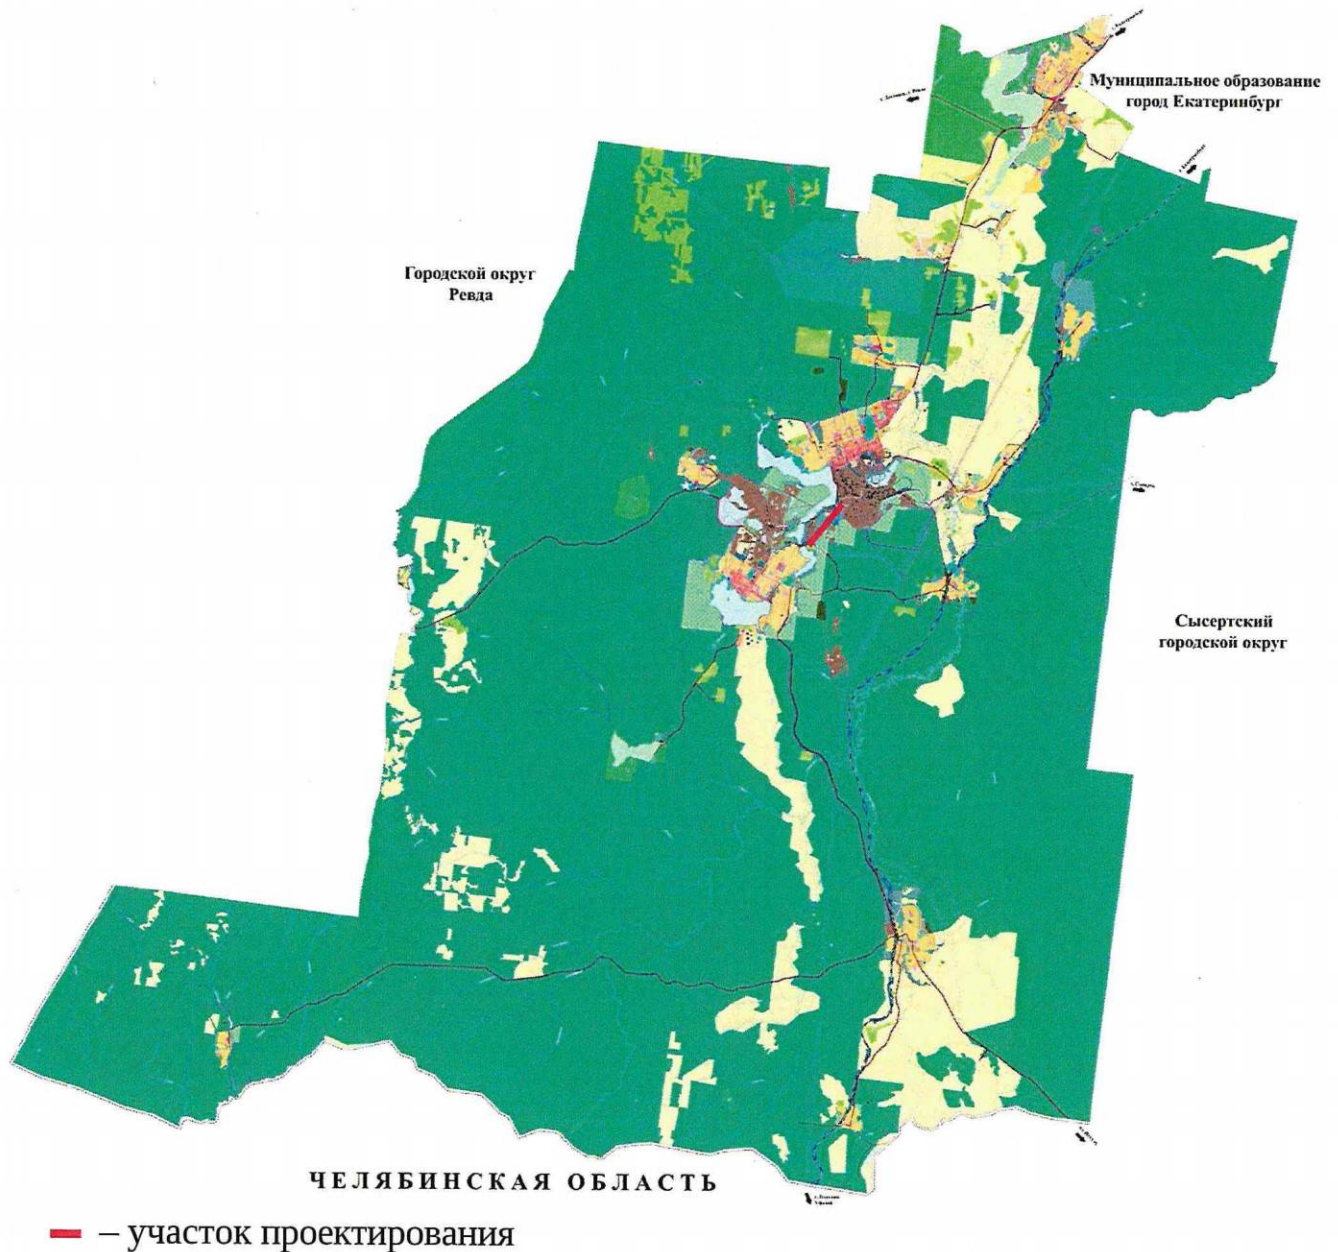 Муниципальное образование
город Екатеринбург
Городской округ
Ревда
Сысертский
городской округ
ЧЕЛЯБИНСКАЯ ОБЛАСТЬ
– участок проектирования